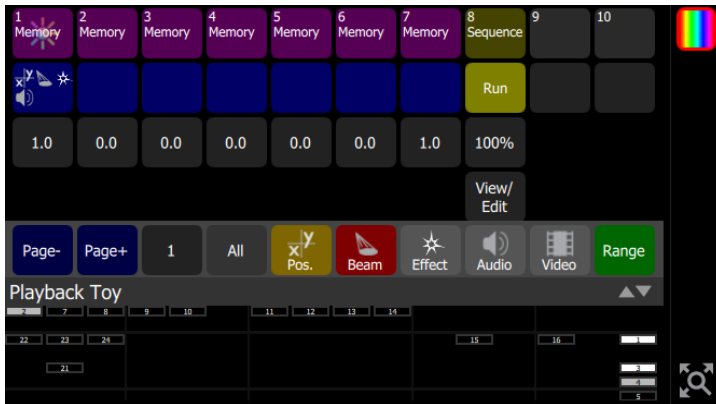 1 2 3 4 5 6 7 8 9 10
Memory Memory Memory Memory Memory Memory Memory Sequence
x y
Run
1.0 0.0 0.0 0.0 0.0 0.0 1.0 100%
View/
Edit
Page- Page+ 1 All x y Pos. Beam Effect Audio Video Range
Playback Toy
2 7 8 9 10 11 12 13 14
22 23 24 15 16 1
21 3
4
5